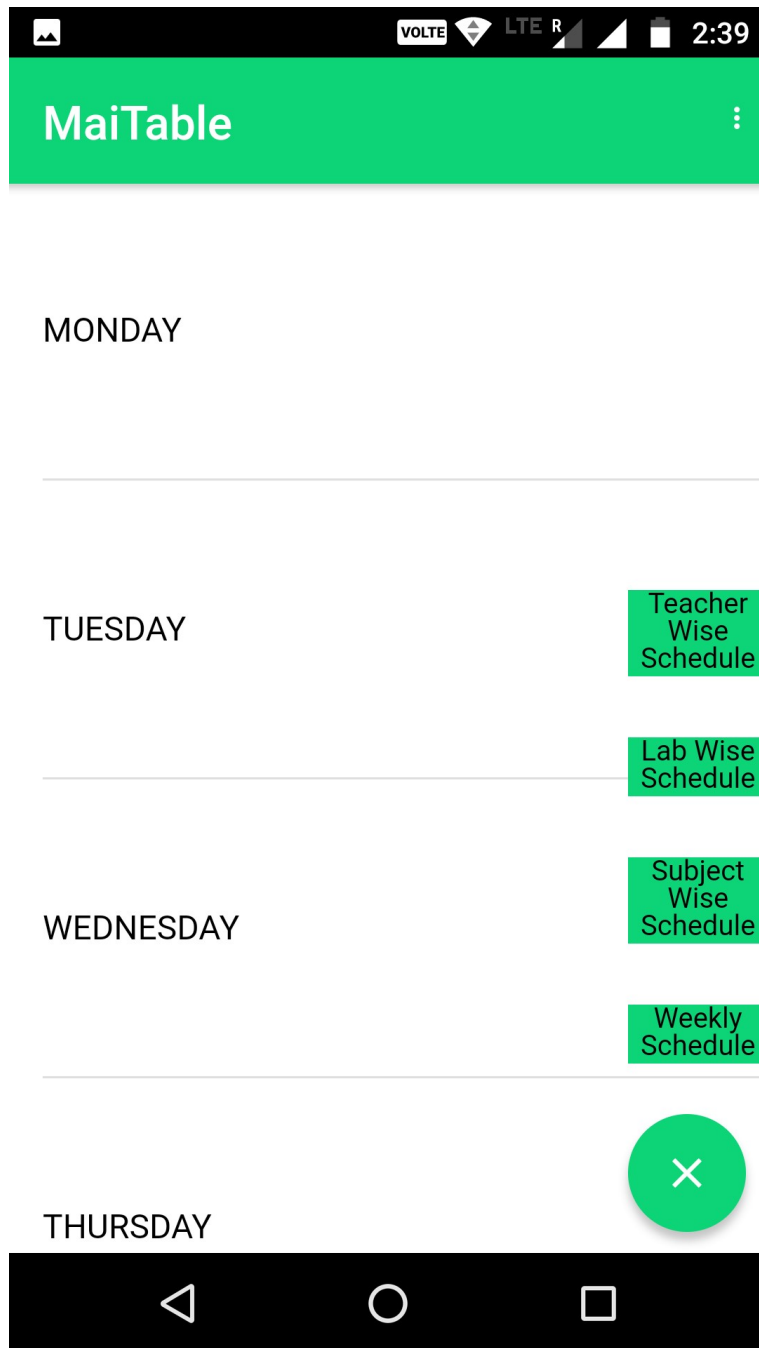 VOLTE LTE R 2:39
MaiTable
MONDAY
TUESDAY
Teacher
Wise
Schedule
Lab Wise
Schedule
WEDNESDAY
Subject
Wise
Schedule
Weekly
Schedule
THURSDAY